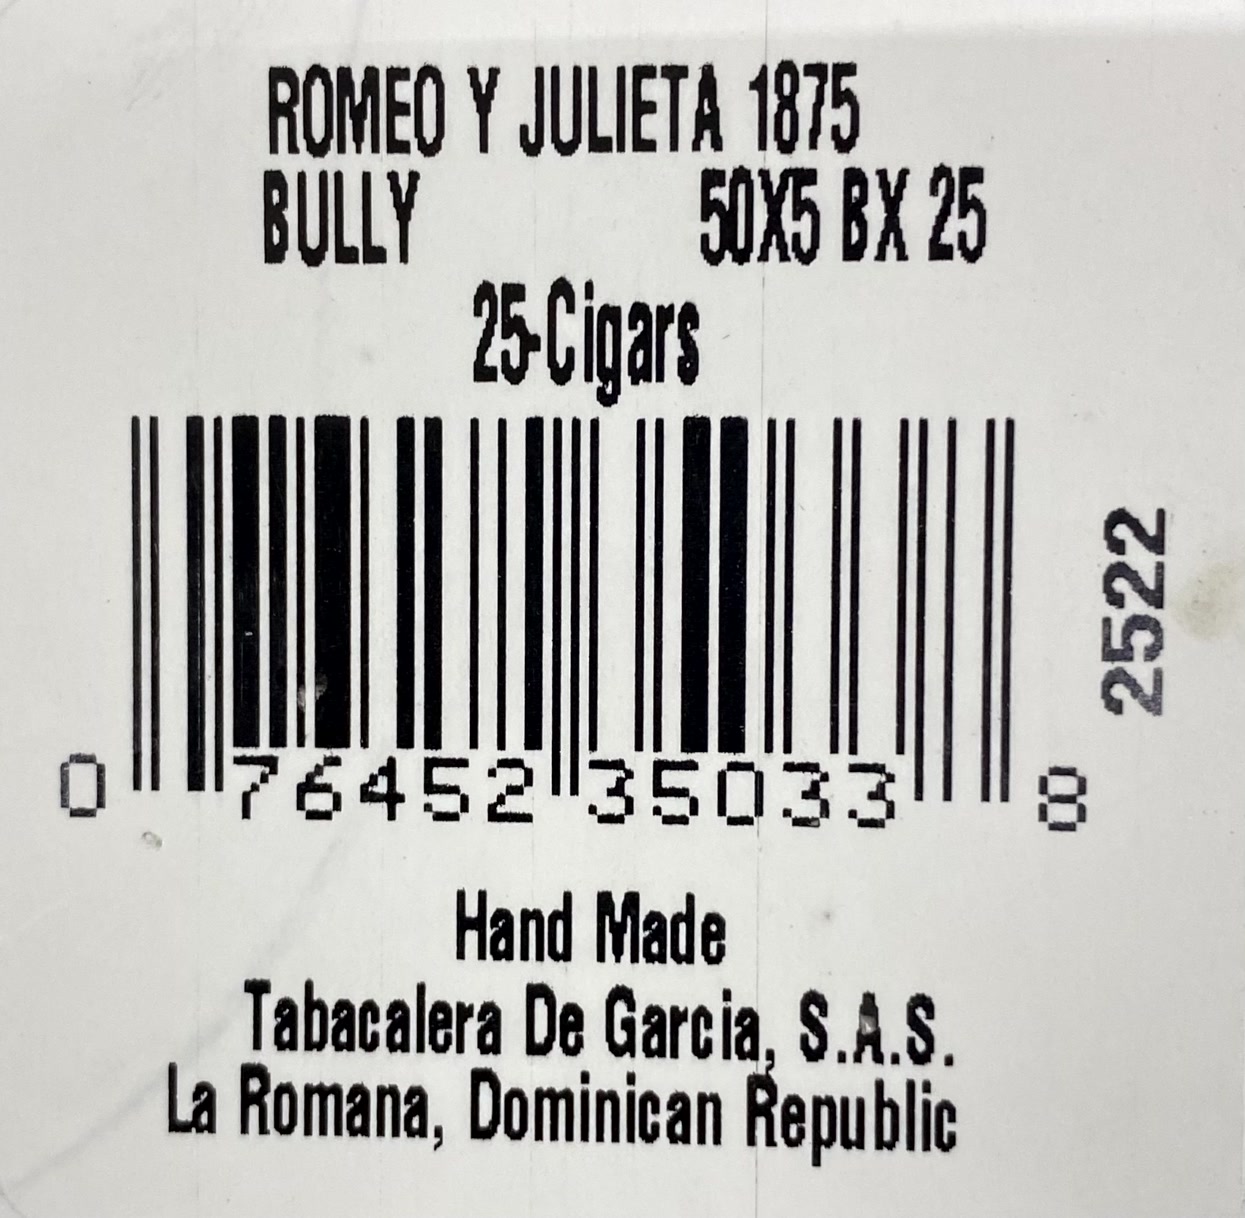 ROMEO Y JULIETA 1875
BULLY 50X5 BX 25
25-Cigars
2522
0 76452 35033 8
Hand Made
Tabacalera De Garcia, S.A.S.
La Romana, Dominican Republic